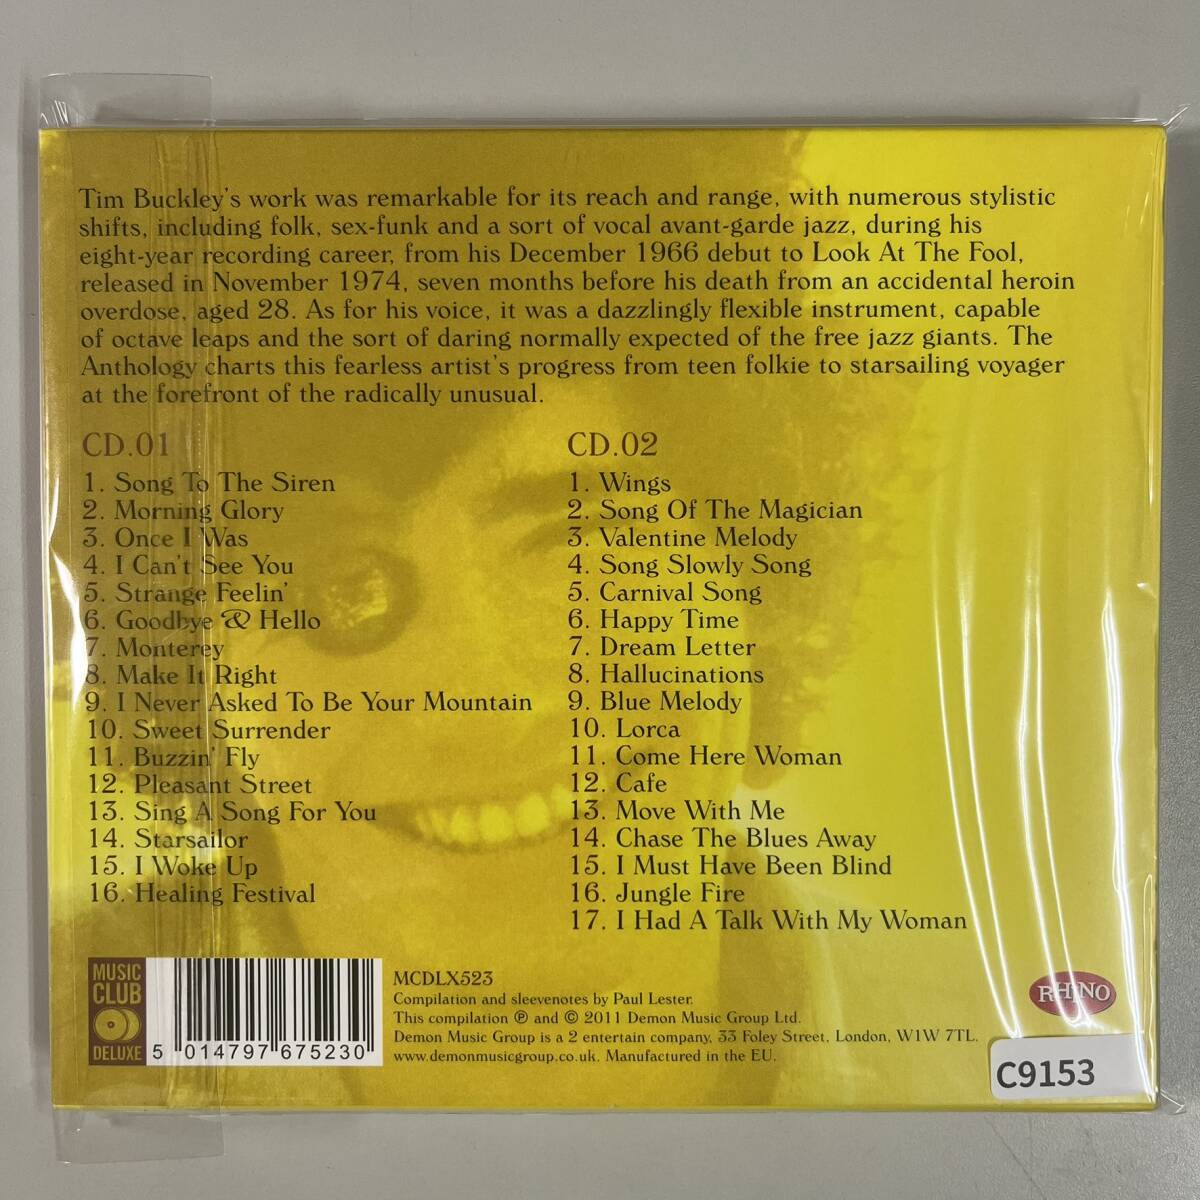 Tim Buckley's work was remarkable for its reach and range, with numerous stylistic
shifts, including folk, sex-funk and a sort of vocal avant-garde jazz, during his
eight-year recording career, from his December 1966 debut to Look At The Fool,
released in November 1974, seven months before his death from an accidental heroin
overdose, aged 28. As for his voice, it was a dazzlingly flexible instrument, capable
of octave leaps and the sort of daring normally expected of the free jazz giants. The
Anthology charts this fearless artist's progress from teen folkie to starsailing voyager
at the forefront of the radically unusual.
CD.01
1. Song To The Siren
2. Morning Glory
3. Once I Was
4. I Can't See You
5. Strange Feelin'
6. Goodbye & Hello
7. Monterey
8. Make It Right
9. I Never Asked To Be Your Mountain
10. Sweet Surrender
11. Buzzin' Fly
12. Pleasant Street
13. Sing A Song For You
14. Starsailor
15. I Woke Up
16. Healing Festival
CD.02
1. Wings
2. Song Of The Magician
3. Valentine Melody
4. Song Slowly Song
5. Carnival Song
6. Happy Time
7. Dream Letter
8. Hallucinations
9. Blue Melody
10. Lorca
11. Come Here Woman
12. Cafe
13. Move With Me
14. Chase The Blues Away
15. I Must Have Been Blind
16. Jungle Fire
17. I Had A Talk With My Woman
MUSIC
CLUB
DELUXE
5 014797 675230
MCDLX523
Compilation and sleevenotes by Paul Lester.
This compilation ℗ and © 2011 Demon Music Group Ltd.
Demon Music Group is a 2 entertain company, 33 Foley Street, London, W1W 7TL.
www.demonmusicgroup.co.uk. Manufactured in the EU.
RHINO
C9153